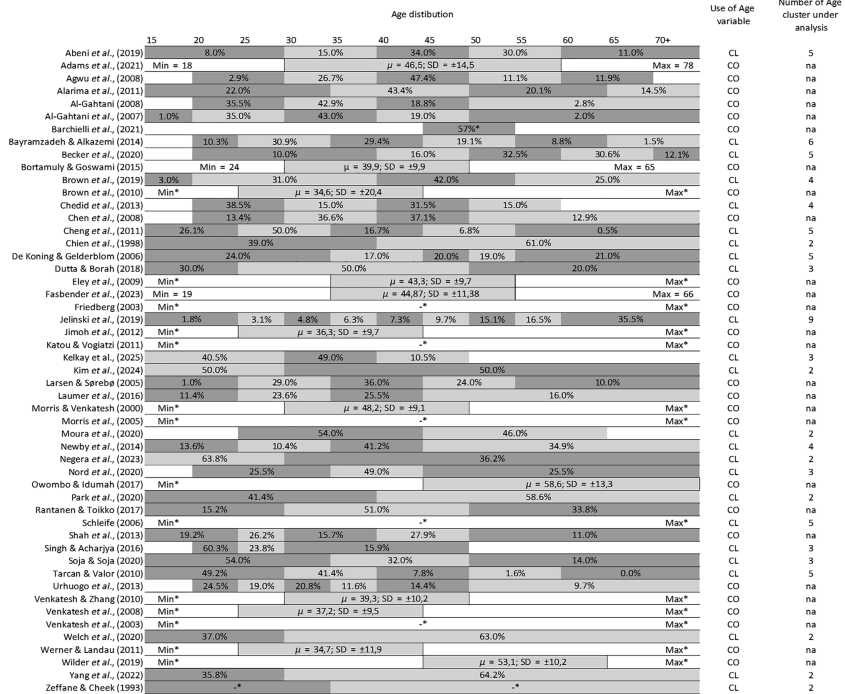 Age distibution Use of Age variable Number of Age cluster under analysis
15 20 25 30 35 40 45 50 55 60 65 70+
Abeni et al., (2019) 8.0% 15.0% 34.0% 30.0% 11.0% CL 5
Adams et al., (2021) Min = 18 μ = 46,5; SD = ±14,5 Max = 78 CO na
Agwu et al., (2008) 2.9% 26.7% 47.4% 11.1% 11.9% CO na
Alarima et al., (2011) 22.0% 43.4% 20.1% 14.5% CO na
Al-Gahtani (2008) 35.5% 42.9% 18.8% 2.8% CO na
Al-Gahtani et al., (2007) 1.0% 35.0% 43.0% 19.0% 2.0% CO na
Barchielli et al., (2021) 57%* CO na
Bayramzadeh & Alkazemi (2014) 10.3% 30.9% 29.4% 19.1% 8.8% 1.5% CL 6
Becker et al., (2020) 10.0% 16.0% 32.5% 30.6% 12.1% CL 5
Bortamuly & Goswami (2015) Min = 24 μ = 39,9; SD = ±9,9 Max = 65 CO na
Brown et al., (2019) 3.0% 31.0% 42.0% 25.0% CL 4
Brown et al., (2010) Min* μ = 34,6; SD = ±20,4 Max* CO na
Chedid et al., (2013) 38.5% 15.0% 31.5% 15.0% CL 4
Chen et al., (2008) 13.4% 36.6% 37.1% 12.9% CO na
Cheng et al., (2011) 26.1% 50.0% 16.7% 6.8% 0.5% CL 5
Chien et al., (1998) 39.0% 61.0% CL 2
De Koning & Gelderblom (2006) 24.0% 17.0% 20.0% 19.0% 21.0% CL 5
Dutta & Borah (2018) 30.0% 50.0% 20.0% CL 3
Eley et al., (2009) Min* μ = 43,3; SD = ±9,7 Max* CO na
Fasbender et al., (2023) Min = 19 μ = 44,87; SD = ±11,38 Max = 66 CO na
Friedberg (2003) Min* -* Max* CO na
Jelinski et al., (2019) 1.8% 3.1% 4.8% 6.3% 7.3% 9.7% 15.1% 16.5% 35.5% CL 9
Jimoh et al., (2012) Min* μ = 36,3; SD = ±9,7 Max* CO na
Katou & Vogiatzi (2011) Min* -* Max* CO na
Kelkay et al., (2025) 40.5% 49.0% 10.5% CL 3
Kim et al., (2024) 50.0% 50.0% CL 2
Larsen & Sørebø (2005) 1.0% 29.0% 36.0% 24.0% 10.0% CO na
Laumer et al., (2016) 11.4% 23.6% 25.5% 16.0% CO na
Morris & Venkatesh (2000) Min* μ = 48,2; SD = ±9,1 Max* CO na
Morris et al., (2005) Min* -* Max* CO na
Moura et al., (2020) 54.0% 46.0% CL 2
Newby et al., (2014) 13.6% 10.4% 41.2% 34.9% CL 4
Negera et al., (2023) 63.8% 36.2% CL 2
Nord et al., (2020) 25.5% 49.0% 25.5% CL 3
Owombo & Idumah (2017) Min* μ = 58,6; SD = ±13,3 CO na
Park et al., (2020) 41.4% 58.6% CL 2
Rantanen & Toikko (2017) 15.2% 51.0% 33.8% CO na
Schleife (2006) Min* -* Max* CL 5
Shah et al., (2013) 19.2% 26.2% 15.7% 27.9% 11.0% CO na
Singh & Acharjya (2016) 60.3% 23.8% 15.9% CL 3
Soja & Soja (2020) 54.0% 32.0% 14.0% CL 3
Tarcan & Valor (2010) 49.2% 41.4% 7.8% 1.6% 0.0% CL 5
Urhuogo et al., (2013) 24.5% 19.0% 20.8% 11.6% 14.4% 9.7% CO na
Venkatesh & Zhang (2010) Min* μ = 39,3; SD = ±10,2 Max* CO na
Venkatesh et al., (2008) Min* μ = 37,2; SD = ±9,5 Max* CO na
Venkatesh et al., (2003) Min* -* Max* CO na
Welch et al., (2020) 37.0% 63.0% CL 2
Werner & Landau (2011) Min* μ = 34,7; SD = ±11,9 Max* CO na
Wilder et al., (2019) Min* μ = 53,1; SD = ±10,2 Max* CO na
Yang et al., (2022) 35.8% 64.2% CL 2
Zeffane & Cheek (1993) -* -* CL 2